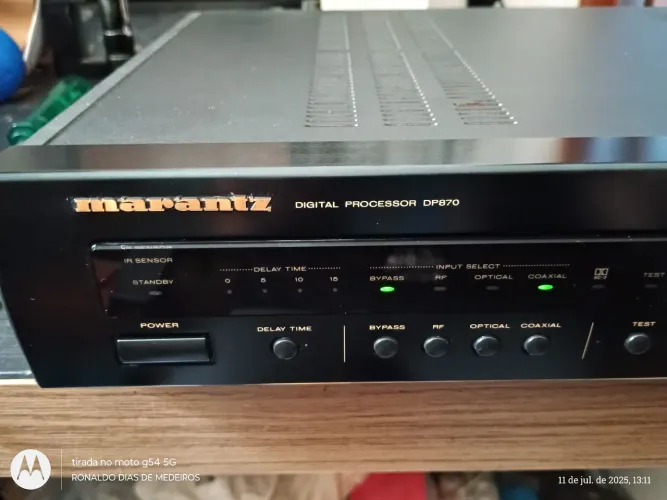 marantz DIGITAL PROCESSOR DP870
IR SENSOR
DELAY TIME INPUT SELECT
STANDBY 0 5 10 15 BYPASS RF OPTICAL COAXIAL AC-3 TEST
POWER DELAY TIME BYPASS RF OPTICAL COAXIAL TEST
tirada no moto g54 5G
RONALDO DIAS DE MEDEIROS
11 de jul. de 2025, 13:11